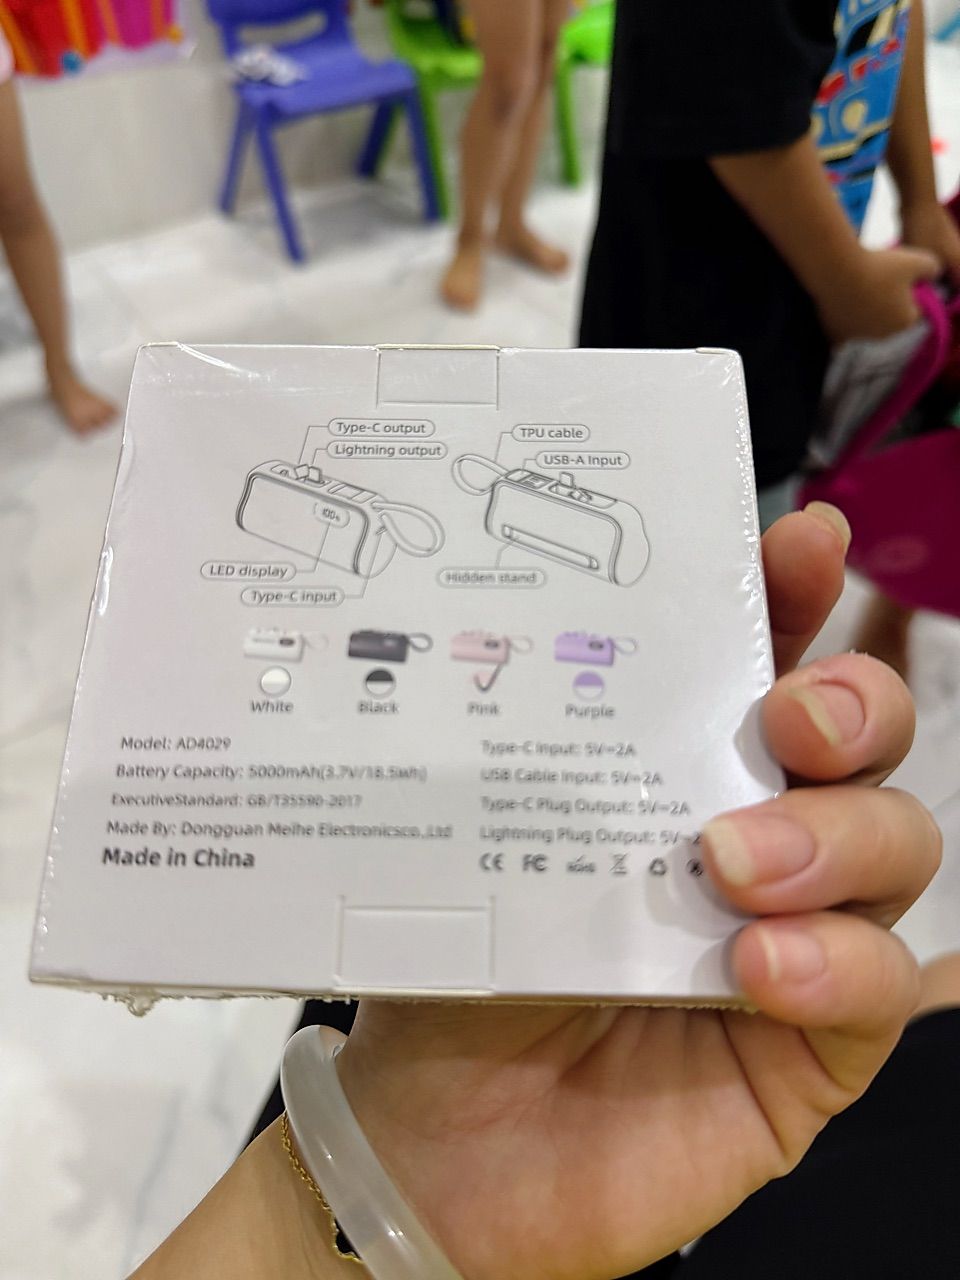 Type-C output
Lightning output
TPU cable
USB-A Input
100%
LED display
Type-C input
Hidden stand
White
Black
Pink
Purple
Model: AD4029
Battery Capacity: 5000mAh(3.7V/18.5Wh)
ExecutiveStandard: GB/T35590-2017
Made By: Dongguan Meihe Electronicsco.,Ltd
Made in China
Type-C Input: 5V⎓2A
USB Cable Input: 5V⎓2A
Type-C Plug Output: 5V⎓2A
Lightning Plug Output: 5V⎓2
CE FC RoHS